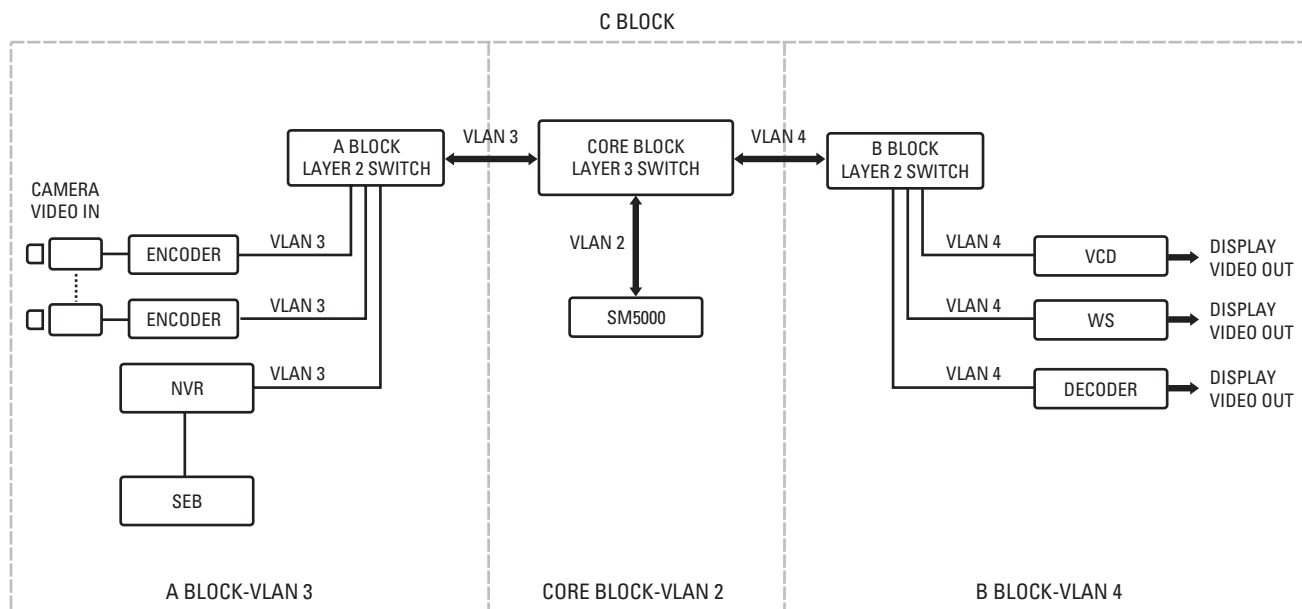 C BLOCK
A BLOCK
LAYER 2 SWITCH
VLAN 3
CORE BLOCK
LAYER 3 SWITCH
VLAN 4
B BLOCK
LAYER 2 SWITCH
CAMERA
VIDEO IN
ENCODER
VLAN 3
ENCODER
VLAN 3
NVR
VLAN 3
SEB
VLAN 2
SM5000
VLAN 4
VCD
DISPLAY
VIDEO OUT
VLAN 4
WS
DISPLAY
VIDEO OUT
VLAN 4
DECODER
DISPLAY
VIDEO OUT
A BLOCK-VLAN 3
CORE BLOCK-VLAN 2
B BLOCK-VLAN 4